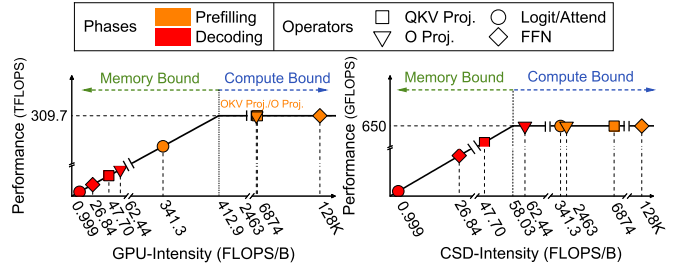 Phases
Prefilling
Decoding
Operators
QKV Proj.
Logit/Attend
O Proj.
FFN
Performance (TFLOPS)
Memory Bound
Compute Bound
QKV Proj./O Proj.
309.7
0.999
26.84
47.70
62.44
341.3
412.9
2463
6874
128K
GPU-Intensity (FLOPS/B)
Performance (GFLOPS)
Memory Bound
Compute Bound
650
0.999
26.84
47.70
58.03
62.44
341.3
2463
6874
128K
CSD-Intensity (FLOPS/B)